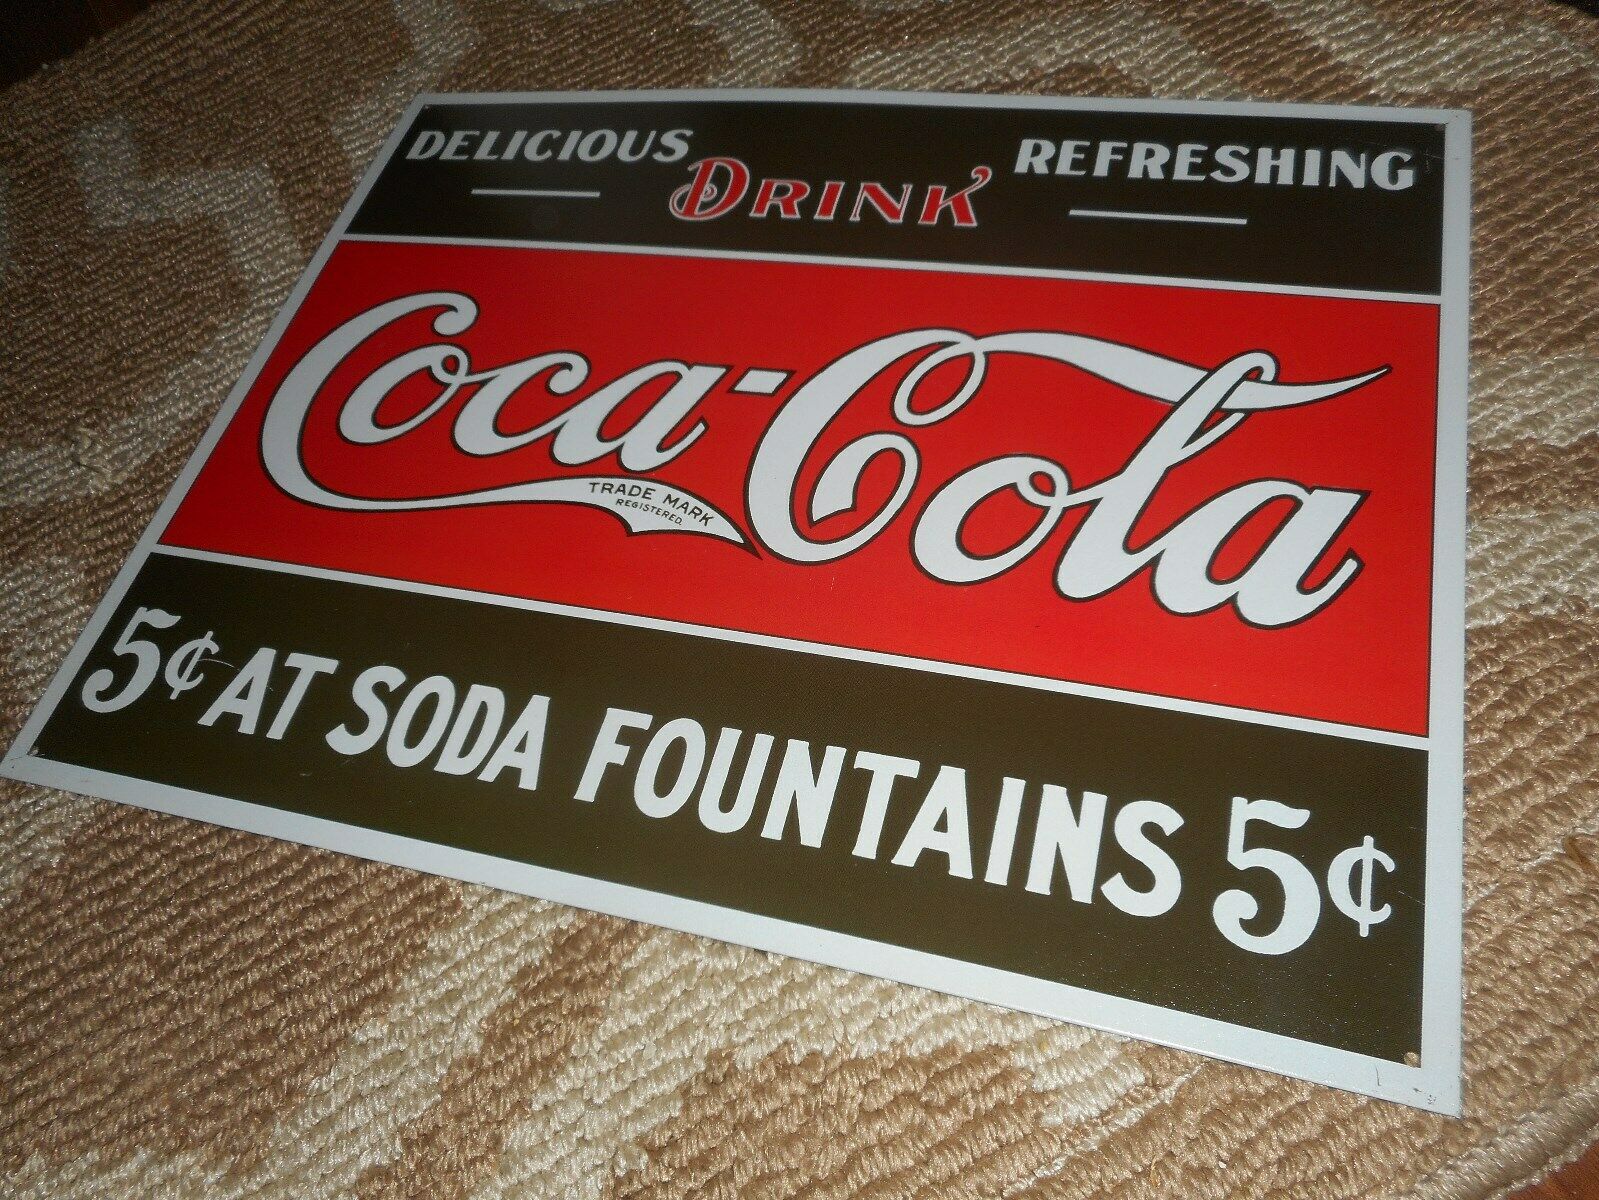 DELICIOUS DRINK REFRESHING
Coca-Cola
TRADE MARK
REGISTERED.
5¢ AT SODA FOUNTAINS 5¢